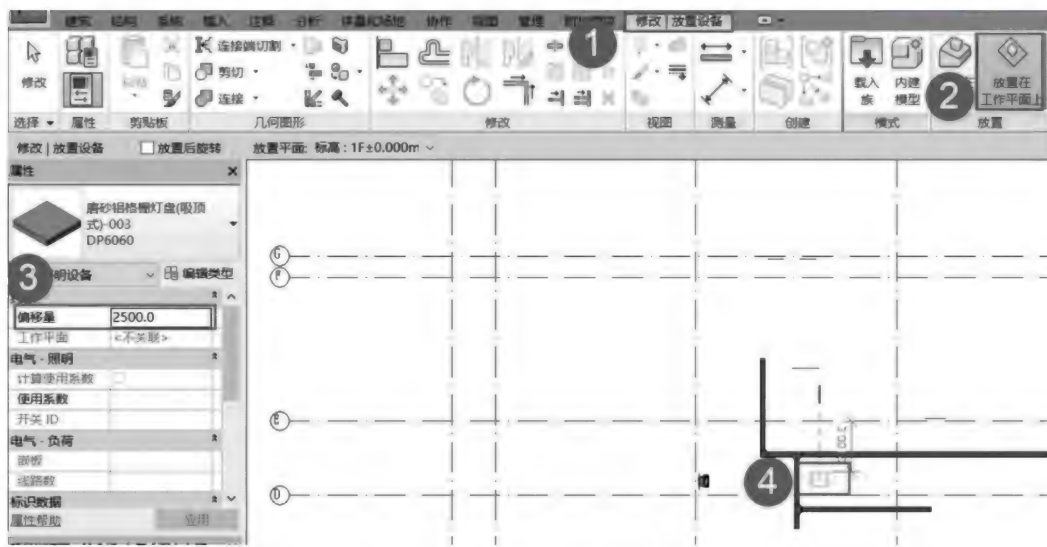 建筑 结构 系统 插入 注释 分析 体量和场地 协作 视图 管理 修改 | 放置设备
1
修改
连接端切割
剪切
连接
载入族
内建模型
2
放置在工作平面上
选择 属性 剪贴板 几何图形 修改 视图 测量 创建 模式 放置
修改 | 放置设备 放置后旋转 放置平面: 标高 : 1F±0.000m
属性
磨砂铝格栅灯盘(吸顶
式)-003
DP6060
3
明设备 编辑类型
偏移量 2500.0
工作平面 <不关联>
电气 - 照明
计算使用系数
使用系数
开关 ID
电气 - 负荷
嵌板
线路数
标识数据
属性帮助 应用
G
F
E
D
4